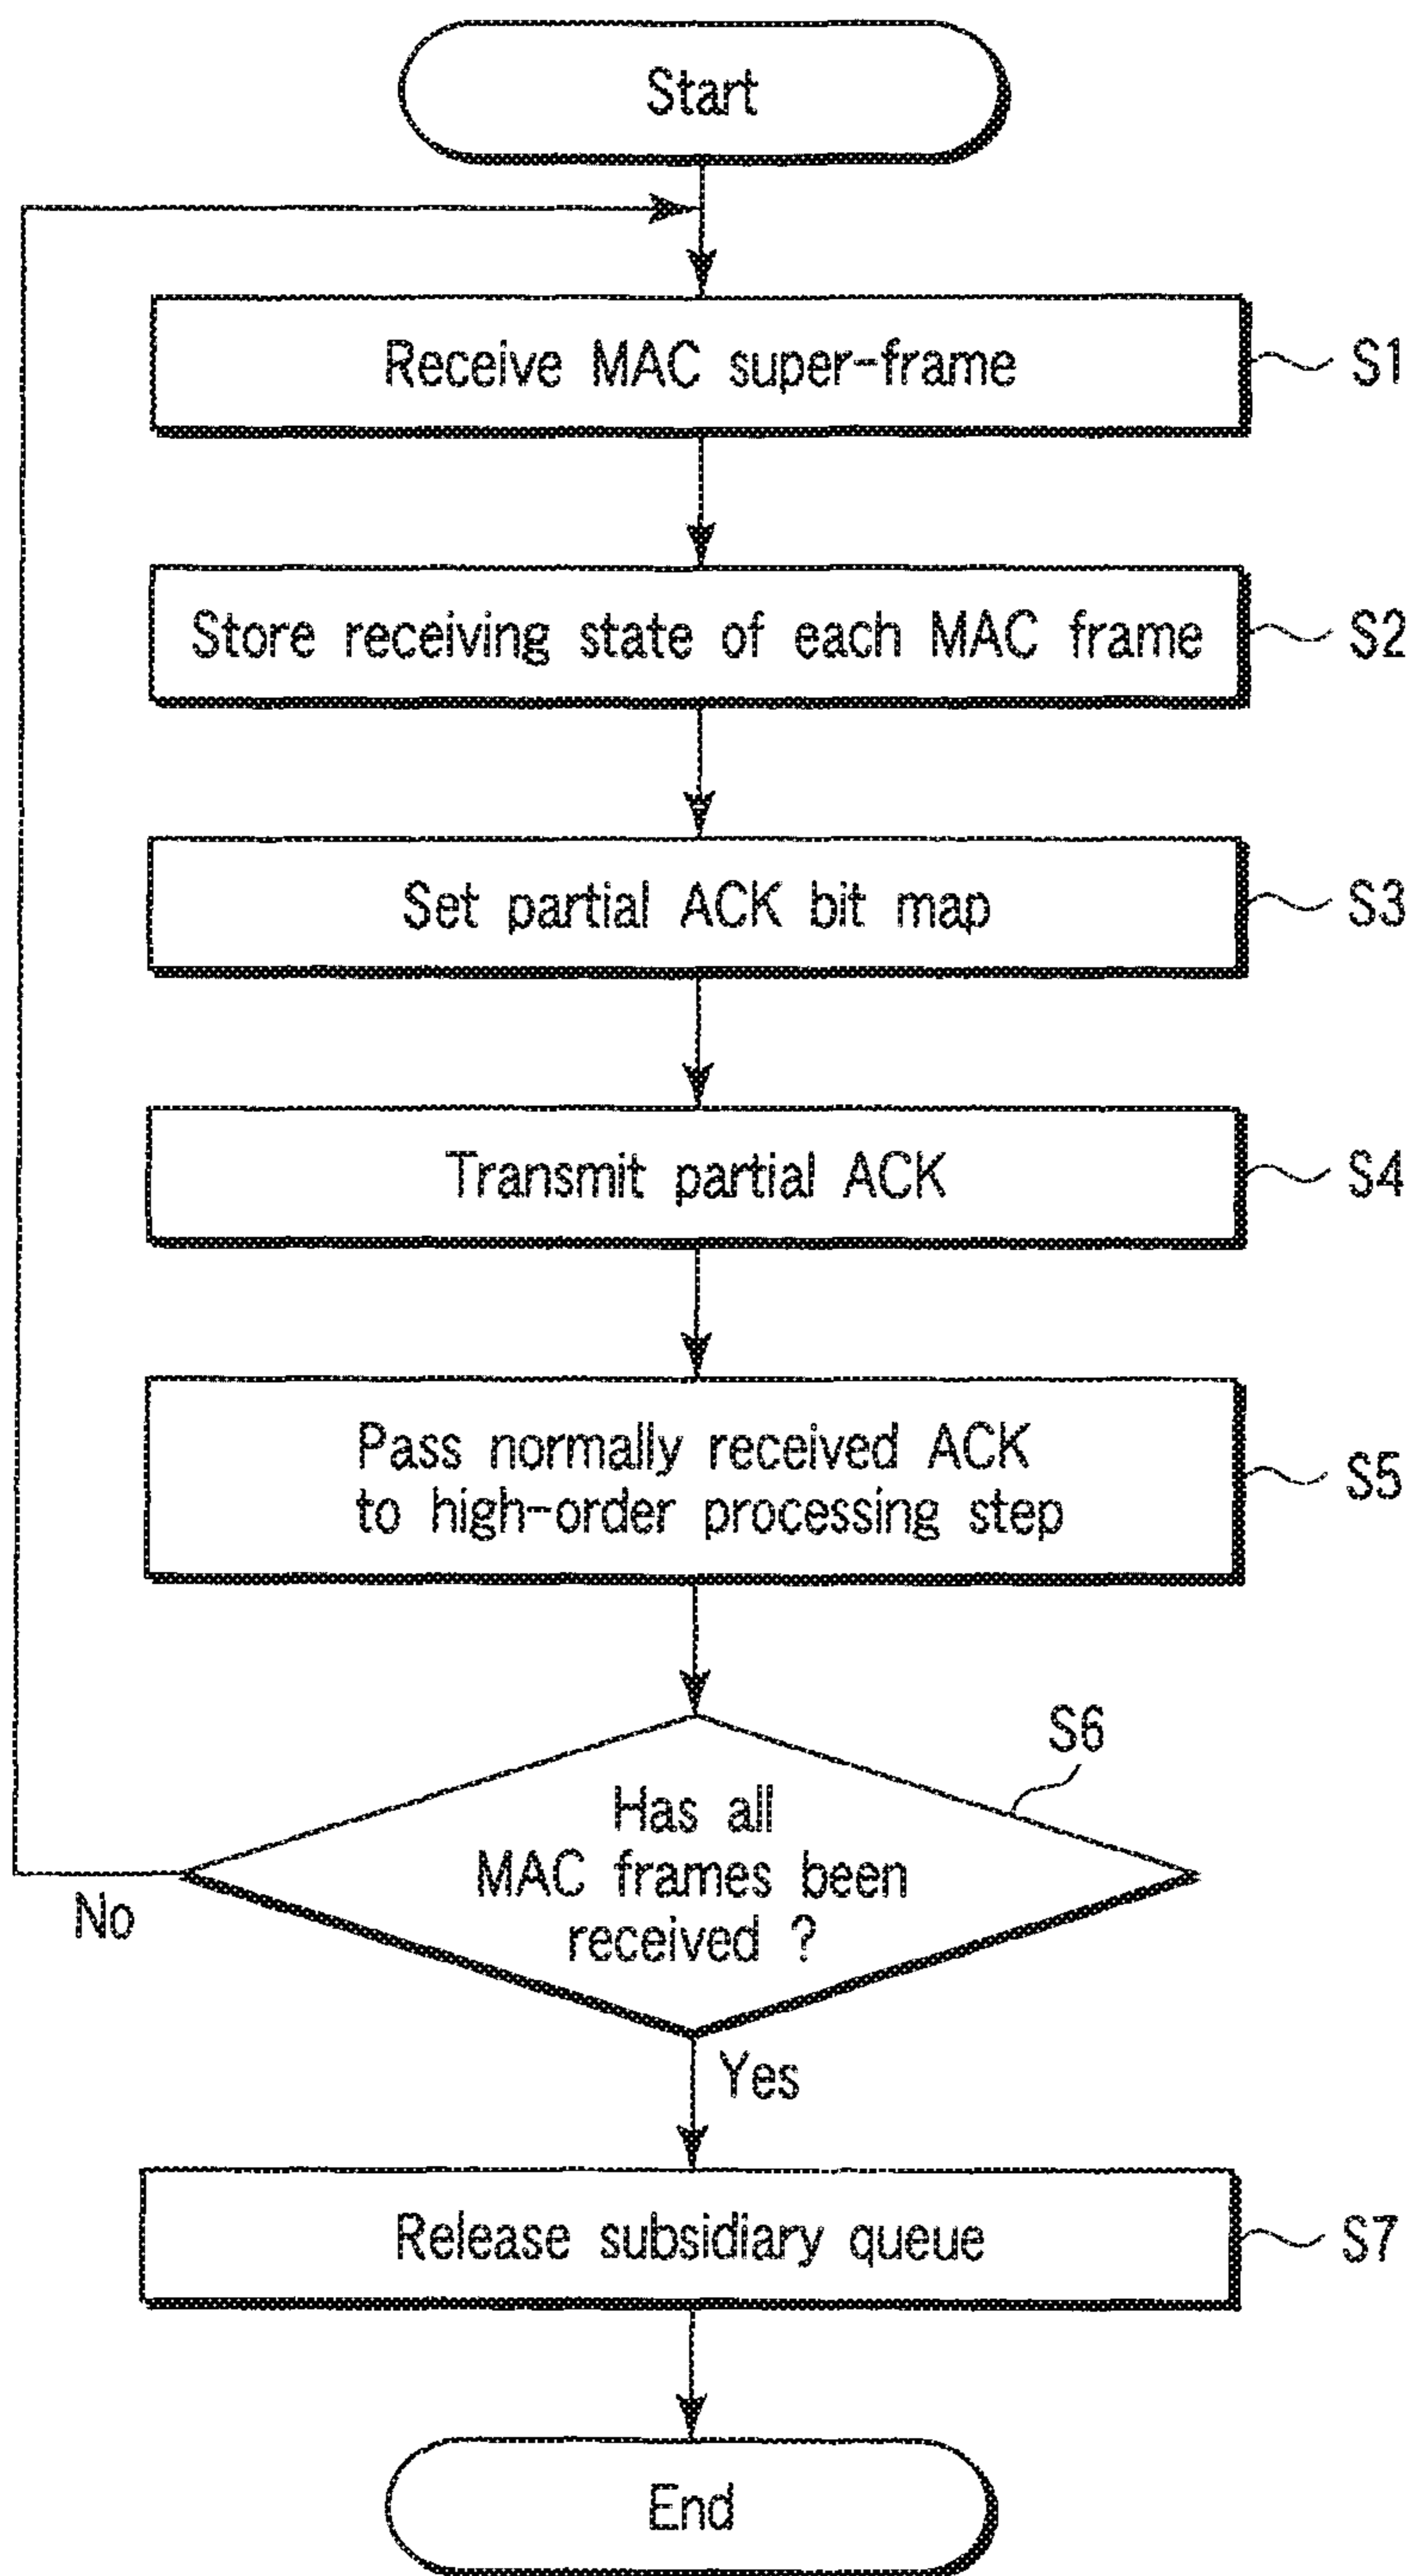 Start
Receive MAC super-frame
S1
Store receiving state of each MAC frame
S2
Set partial ACK bit map
S3
Transmit partial ACK
S4
Pass normally received ACK
to high-order processing step
S5
S6
Has all
MAC frames been
received ?
No
Yes
Release subsidiary queue
S7
End